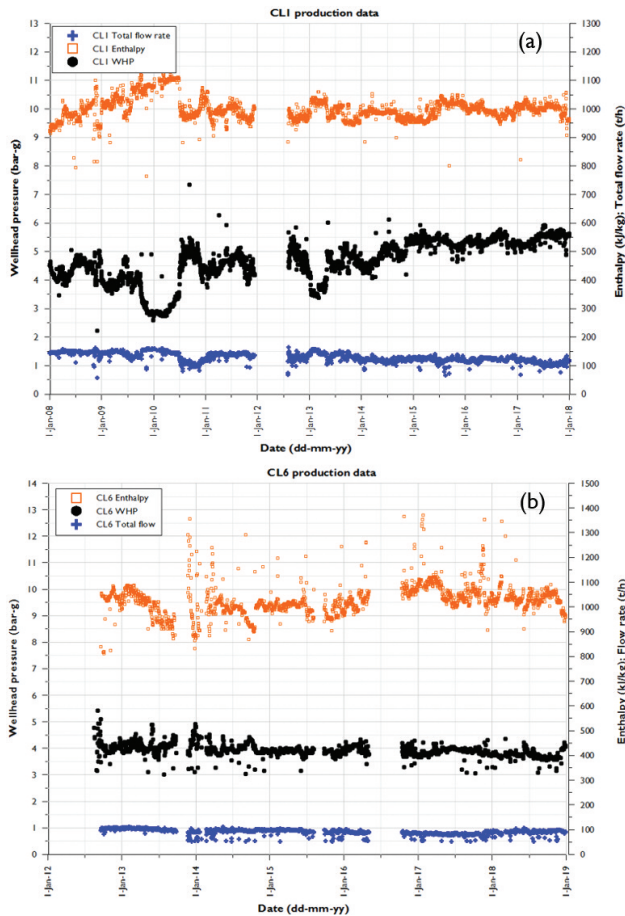 CL1 production data
CL1 Total flow rate
CL1 Enthalpy
CL1 WHP
(a)
Wellhead pressure (bar-g)
13
12
11
10
9
8
7
6
5
4
3
2
1
0
1300
1200
1100
1000
900
800
700
600
500
400
300
200
100
0
Enthalpy (kJ/kg); Total flow rate (t/h)
1-Jan-08
1-Jan-09
1-Jan-10
1-Jan-11
1-Jan-12
1-Jan-13
1-Jan-14
1-Jan-15
1-Jan-16
1-Jan-17
1-Jan-18
Date (dd-mm-yy)
CL6 production data
CL6 Enthalpy
CL6 WHP
CL6 Total flow
(b)
Wellhead pressure (bar-g)
14
13
12
11
10
9
8
7
6
5
4
3
2
1
0
1500
1400
1300
1200
1100
1000
900
800
700
600
500
400
300
200
100
0
Enthalpy (kJ/kg); Flow rate (t/h)
1-Jan-12
1-Jan-13
1-Jan-14
1-Jan-15
1-Jan-16
1-Jan-17
1-Jan-18
1-Jan-19
Date (dd-mm-yy)